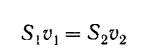 S₁v₁ = S₂v₂